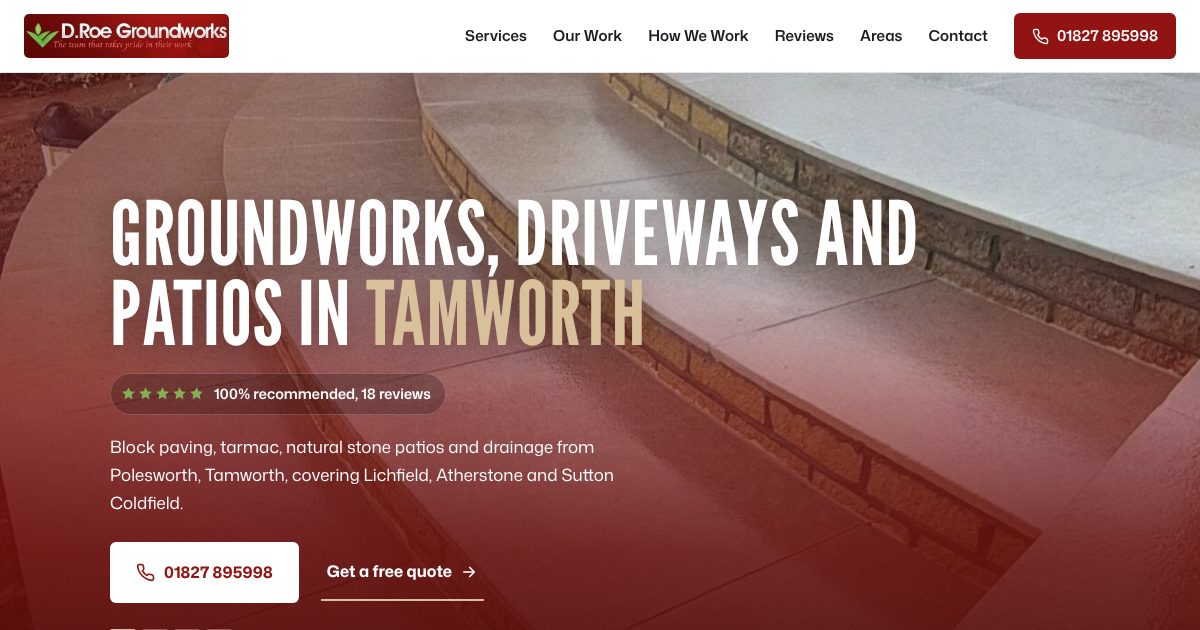 D.Roe Groundworks
The team that takes pride in their work
Services
Our Work
How We Work
Reviews
Areas
Contact
01827 895998
GROUNDWORKS, DRIVEWAYS AND
PATIOS IN TAMWORTH
100% recommended, 18 reviews
Block paving, tarmac, natural stone patios and drainage from
Polesworth, Tamworth, covering Lichfield, Atherstone and Sutton
Coldfield.
01827 895998
Get a free quote